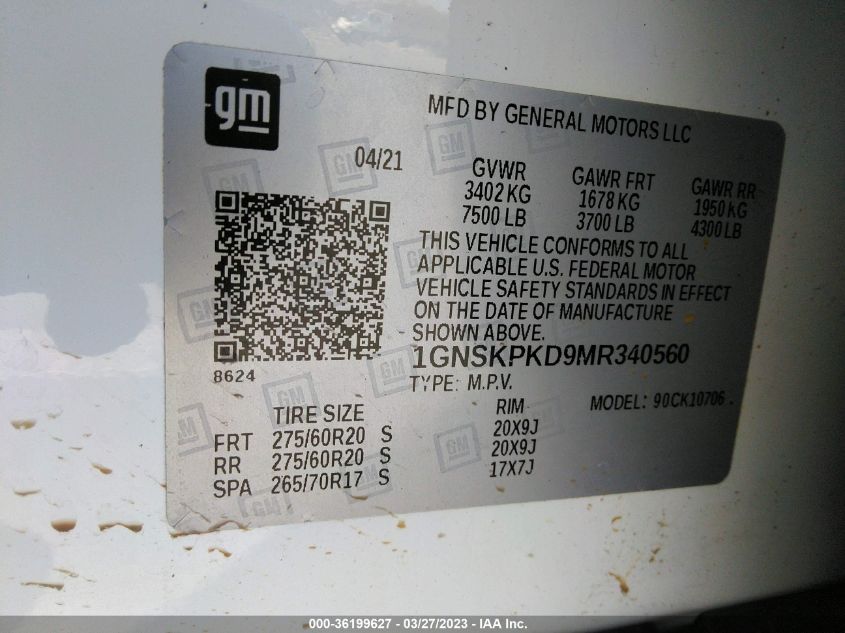 gm
MFD BY GENERAL MOTORS LLC
04/21
GVWR GAWR FRT GAWR RR
3402 KG 1678 KG 1950 KG
7500 LB 3700 LB 4300 LB
THIS VEHICLE CONFORMS TO ALL
APPLICABLE U.S. FEDERAL MOTOR
VEHICLE SAFETY STANDARDS IN EFFECT
ON THE DATE OF MANUFACTURE
SHOWN ABOVE.
1GNSKPKD9MR340560
8624
TYPE: M.P.V. MODEL: 90CK10706
TIRE SIZE RIM
FRT 275/60R20 S 20X9J
RR 275/60R20 S 20X9J
SPA 265/70R17 S 17X7J
000-36199627 - 03/27/2023 - IAA Inc.